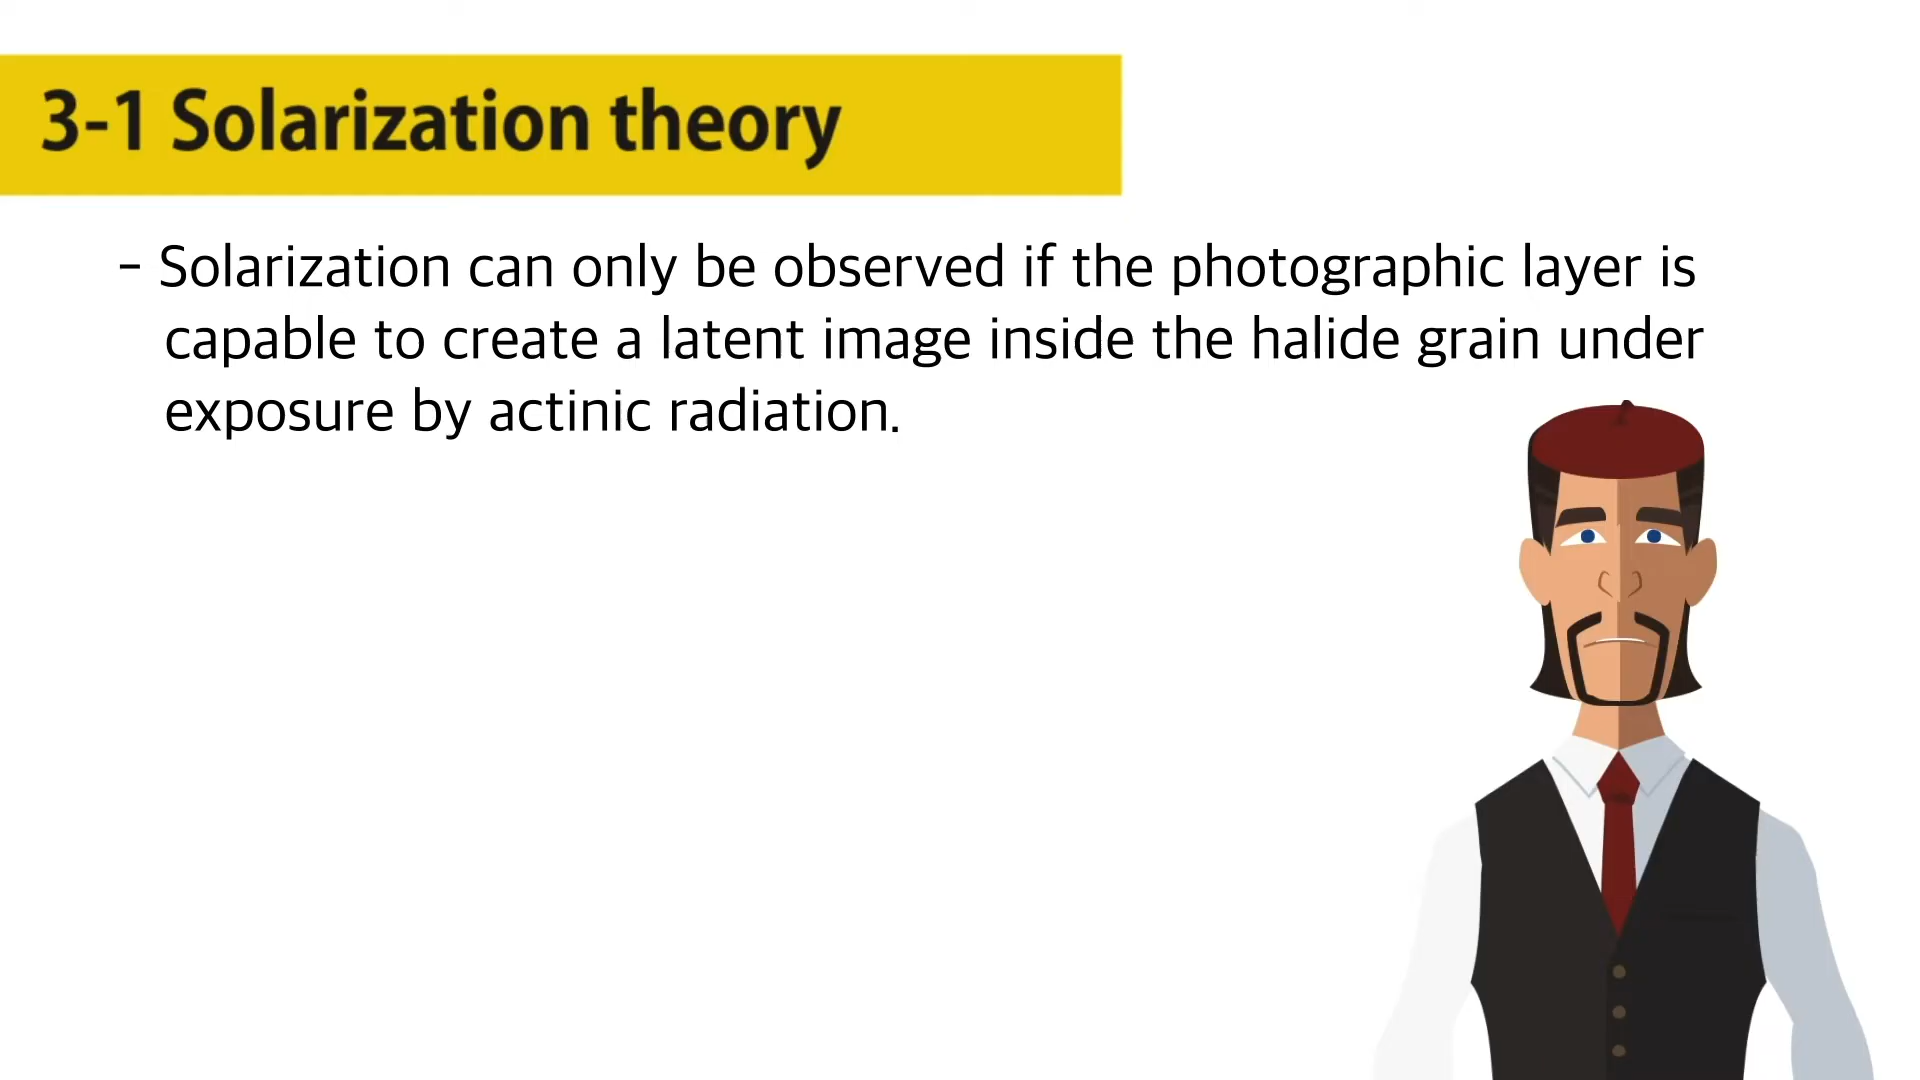 3-1 Solarization theory
- Solarization can only be observed if the photographic layer is
capable to create a latent image inside the halide grain under
exposure by actinic radiation.